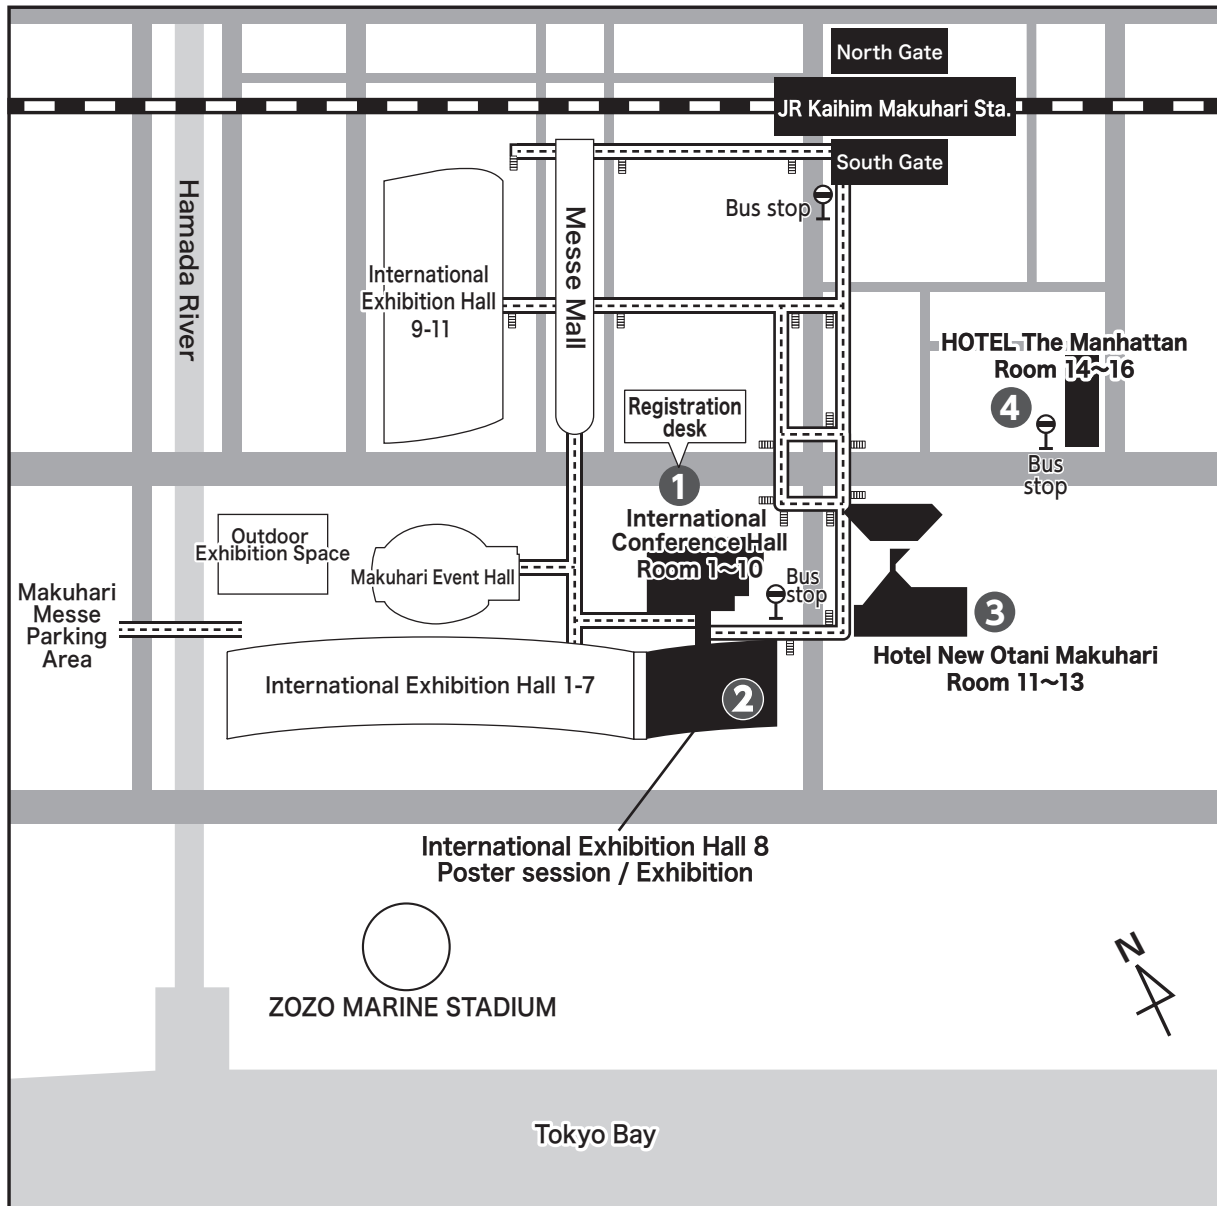 North Gate
JR Kaihim Makuhari Sta.
South Gate
Bus stop
Hamada River
Messe Mall
International
Exhibition Hall
9-11
HOTEL The Manhattan
Room 14～16
4
Bus
stop
Registration
desk
1
International
Conference Hall
Room 1～10
Outdoor
Exhibition Space
Makuhari Event Hall
Bus
stop
Makuhari
Messe
Parking
Area
3
Hotel New Otani Makuhari
Room 11～13
International Exhibition Hall 1-7
2
International Exhibition Hall 8
Poster session / Exhibition
N
ZOZO MARINE STADIUM
Tokyo Bay